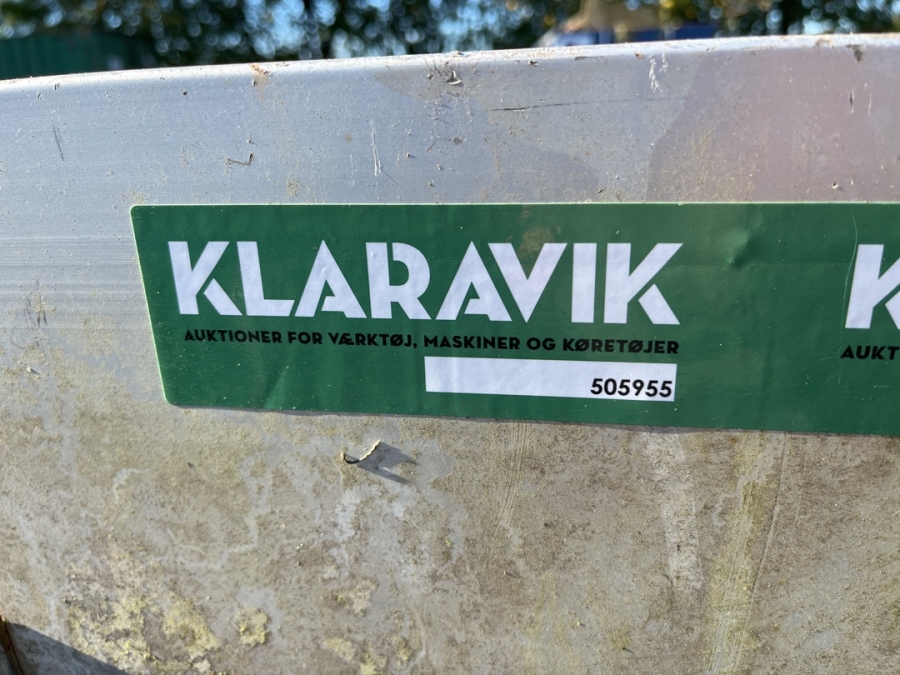 KLARAVIK
AUKTIONER FOR VÆRKTØJ, MASKINER OG KØRETØJER
505955